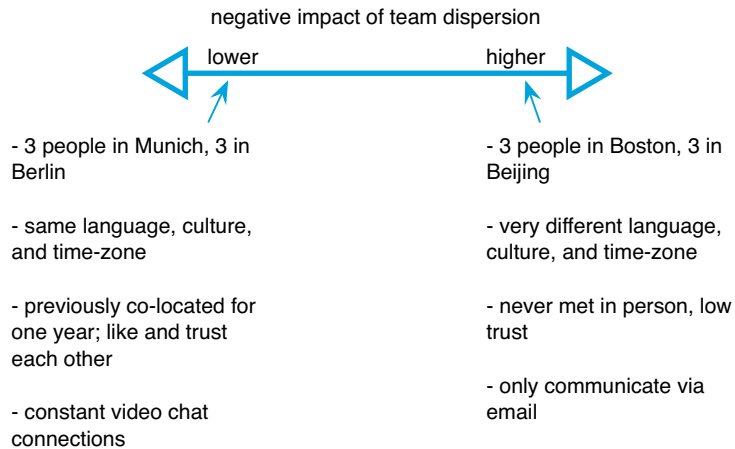 negative impact of team dispersion
lower
higher
- 3 people in Munich, 3 in
Berlin
- same language, culture,
and time-zone
- previously co-located for
one year; like and trust
each other
- constant video chat
connections
- 3 people in Boston, 3 in
Beijing
- very different language,
culture, and time-zone
- never met in person, low
trust
- only communicate via
email